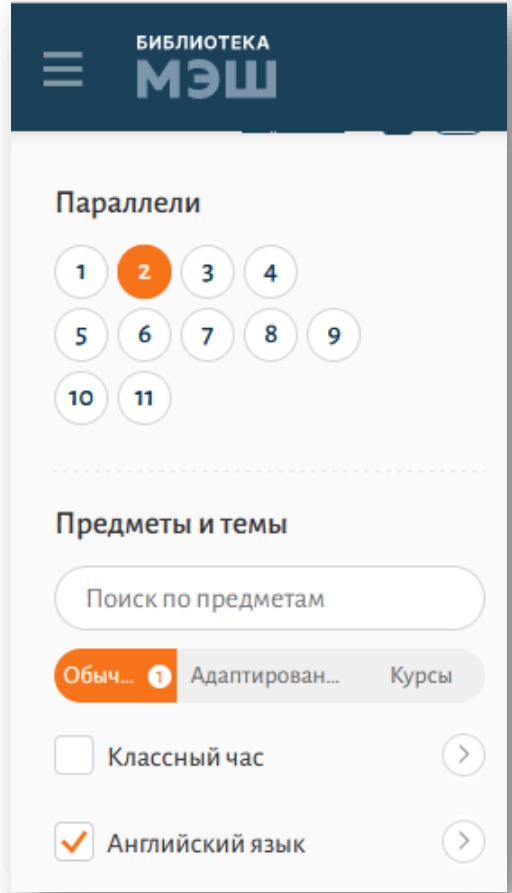 БИБЛИОТЕКА
МЭШ
Параллели
1 2 3 4
5 6 7 8 9
10 11
Предметы и темы
Поиск по предметам
Обыч... 1 Адаптирован... Курсы
Классный час
Английский язык